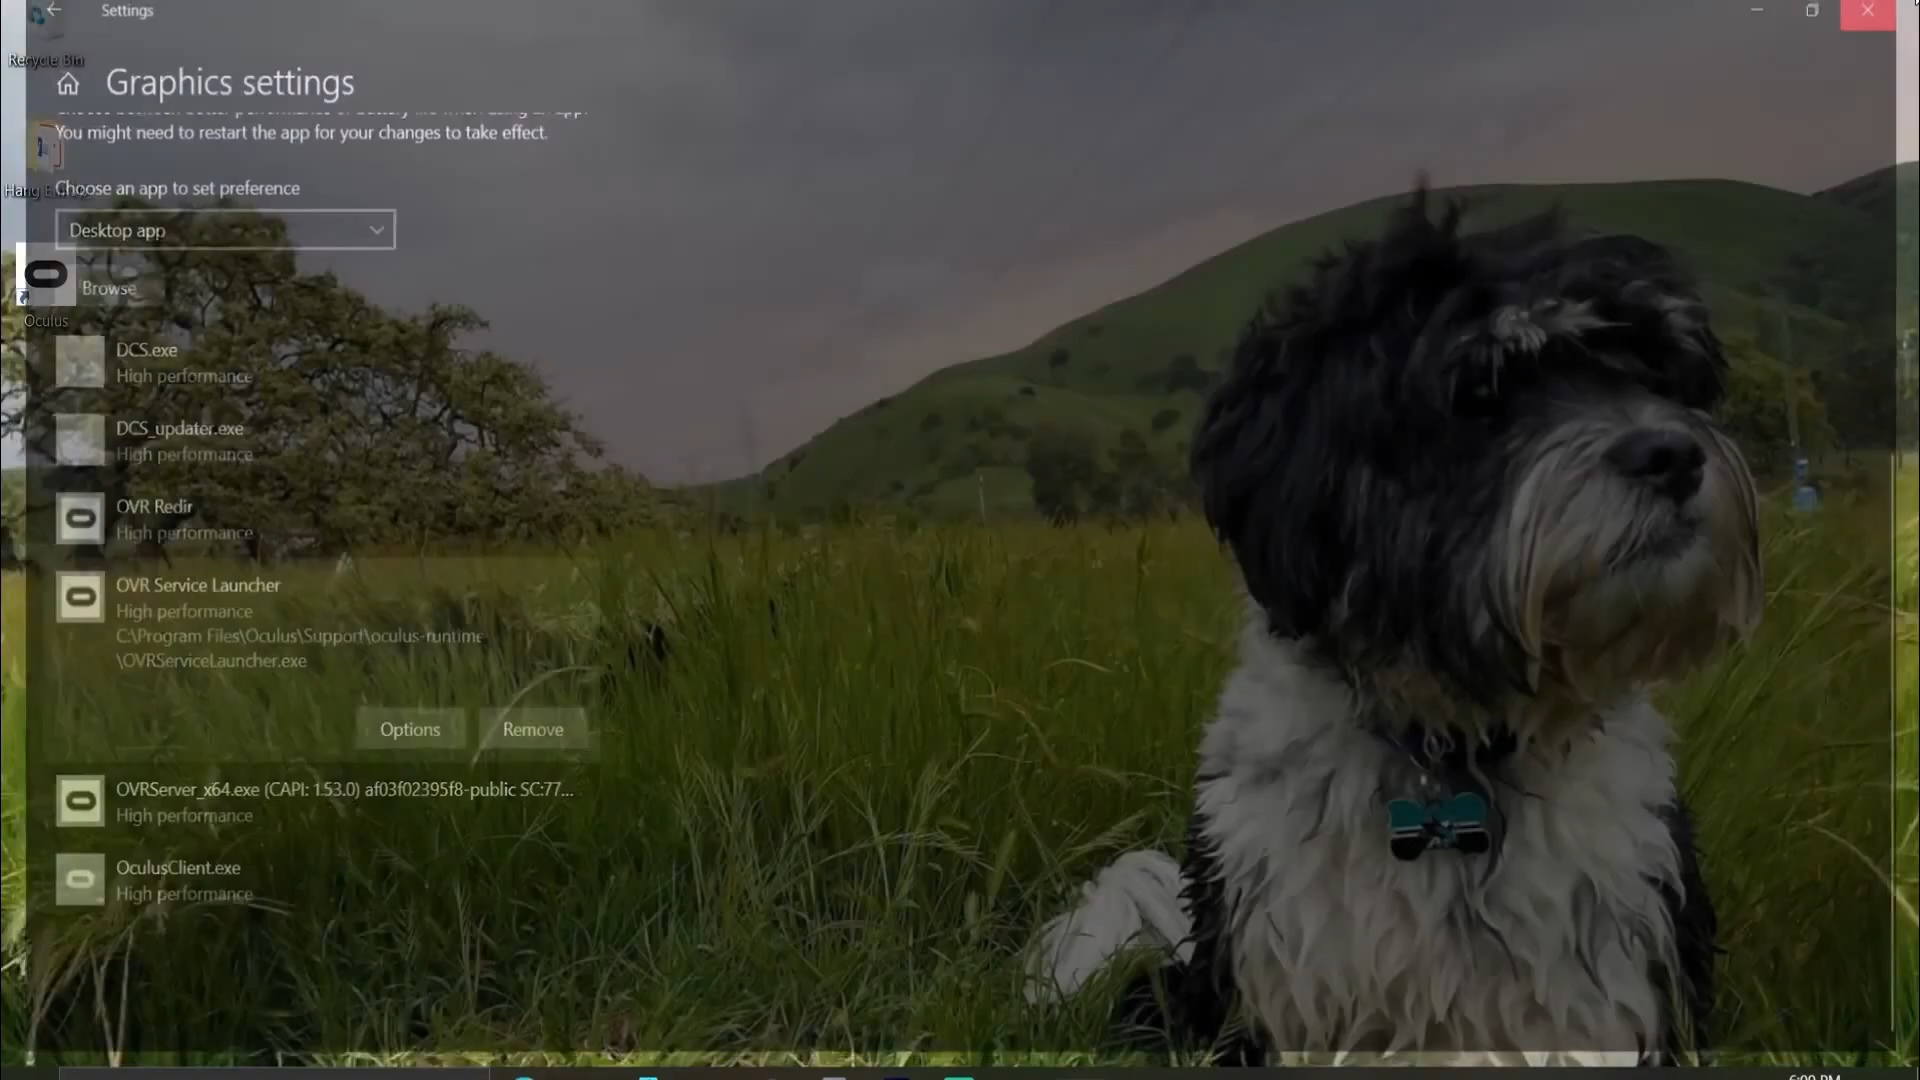 Settings
Recycle Bin
Graphics settings
You might need to restart the app for your changes to take effect.
Choose an app to set preference
Desktop app
Browse
Oculus
DCS.exe
High performance
DCS_updater.exe
High performance
OVR Redir
High performance
OVR Service Launcher
High performance
C:\Program Files\Oculus\Support\oculus-runtime
\OVRServiceLauncher.exe
Options
Remove
OVRServer_x64.exe (CAPI: 1.53.0) af03f02395f8-public SC:77...
High performance
OculusClient.exe
High performance